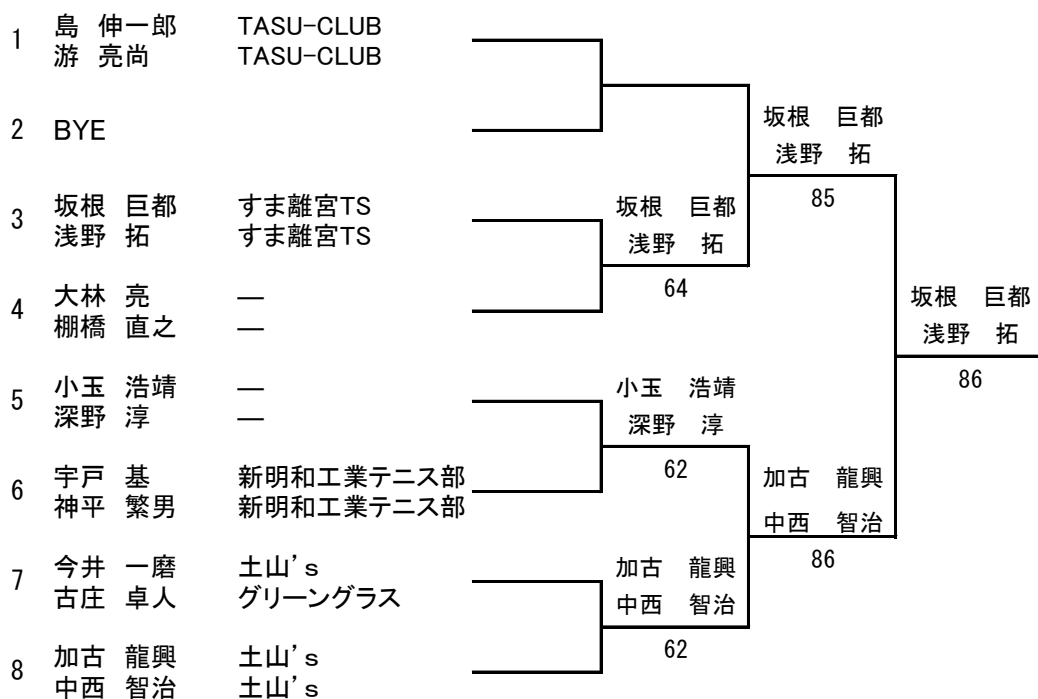 1 島 伸一郎 TASU-CLUB
游 亮尚 TASU-CLUB
2 BYE
3 坂根 巨都 すま離宮TS
浅野 拓 すま離宮TS
4 大林 亮 ―
棚橋 直之 ―
5 小玉 浩靖 ―
深野 淳 ―
6 宇戸 基 新明和工業テニス部
神平 繁男 新明和工業テニス部
7 今井 一磨 土山’s
古庄 卓人 グリーングラス
8 加古 龍興 土山’s
中西 智治 土山’s
坂根 巨都
浅野 拓
64
小玉 浩靖
深野 淳
62
加古 龍興
中西 智治
62
坂根 巨都
浅野 拓
85
加古 龍興
中西 智治
86
坂根 巨都
浅野 拓
86